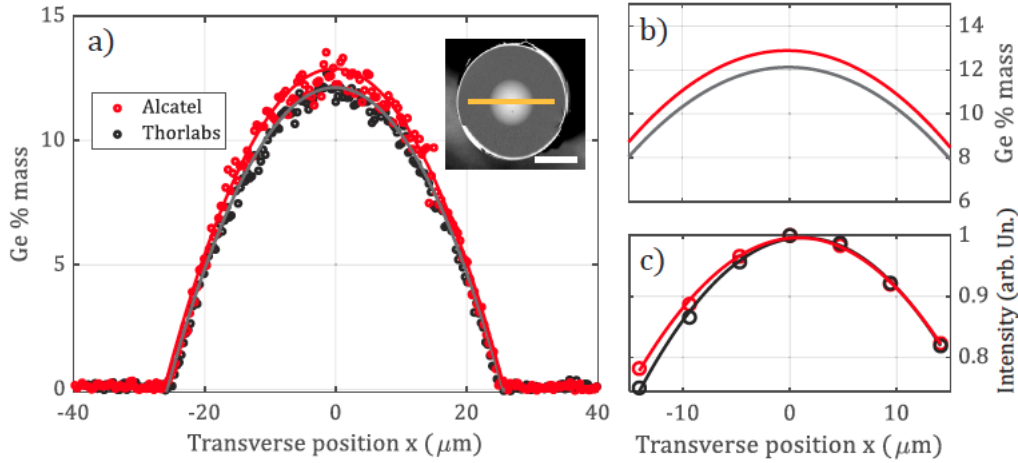 a)
15
10
5
0
Ge % mass
Alcatel
Thorlabs
-40
-20
0
20
40
Transverse position x ( μm)
b)
14
12
10
8
6
Ge % mass
c)
1
0.9
0.8
Intensity (arb. Un.)
-10
0
10
Transverse position x ( μm)